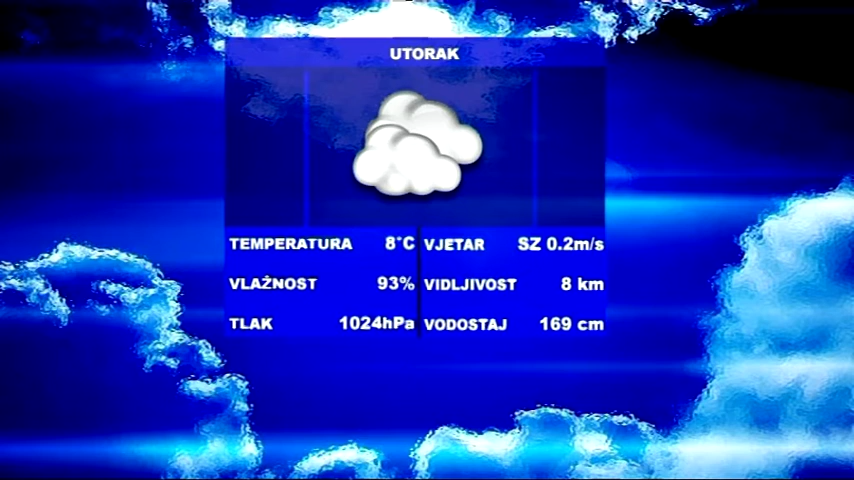 UTORAK
TEMPERATURA 8°C VJETAR SZ 0.2m/s
VLAŽNOST 93% VIDLJIVOST 8 km
TLAK 1024hPa VODOSTAJ 169 cm